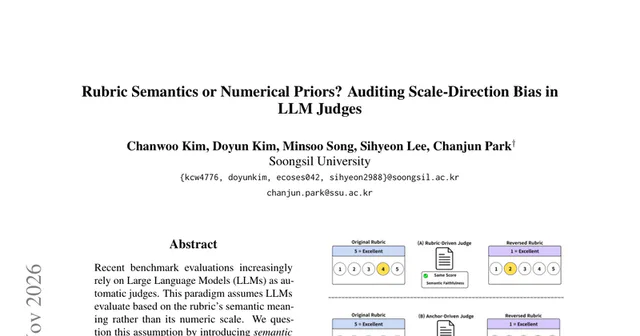 Rubric Semantics or Numerical Priors? Auditing Scale-Direction Bias in
LLM Judges
Chanwoo Kim, Doyun Kim, Minsoo Song, Sihyeon Lee, Chanjun Park†
Soongsil University
{kcw4776, doyunkim, ecoses042, sihyeon2988}@soongsil.ac.kr
chanjun.park@ssu.ac.kr
Nov 2026
Abstract
Recent benchmark evaluations increasingly
rely on Large Language Models (LLMs) as au-
tomatic judges. This paradigm assumes LLMs
evaluate based on the rubric's semantic mean-
ing rather than its numeric scale. We ques-
tion this assumption by introducing semantic
Original Rubric
5 = Excellent
1 2 3 4 5
(A) Rubric-Driven Judge
Same Score
Semantic Faithfulness
Reversed Rubric
1 = Excellent
1 2 3 4 5
Original Rubric
5 = Excellent
(B) Anchor-Driven Judge
Reversed Rubric
1 = Excellent